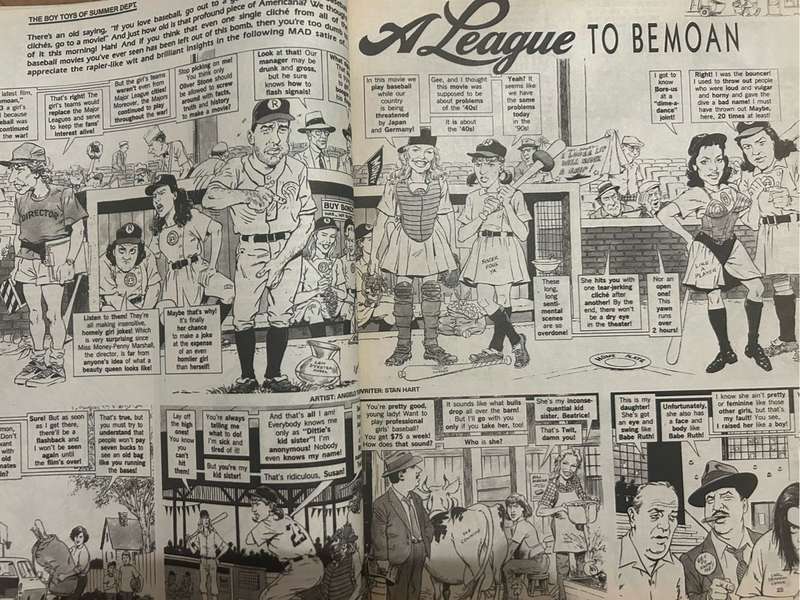 THE BOY TOYS OF SUMMER DEPT.
There's an old saying, "If you love baseball, go out to a
clichés, go to a movie!" And just how old is that profound piece of Americana? We
of it this morning! Hah! And if you think that even one single cliché from all of
baseball movies you've ever seen has been left out of this bomb, then you're too
appreciate the rapier-like wit and brilliant insights in the following MAD satire
A League TO BEMOAN
latest film,
a girl's
because
was
continued
the war!
That's right! The
girl's teams would
replace the Major
Leagues and serve
to keep the fans'
interest alive!
But the girl's teams
weren't even from
Major League cities!
Moreover, the Majors
continued to play
throughout the war!
Stop picking on me!
You think only
Oliver Stone should
be allowed to screw
around with facts,
truth and history
to make a movie?
Look at that! Our
manager may be
drunk and gross,
but he sure
knows how to
flash signals!
In this movie we
play baseball
while our
country is
being
threatened
by Japan
and Germany!
Gee, and I thought
this movie was
supposed to be
about problems
in the '40s!
It is about
the '40s!
Yeah! It
seems like
we have
the same
problems
today
in the
'90s!
I got to
know
Bore-us
at a
"dime-a-
dance"
joint!
Right! I was the bouncer!
I used to throw out people
who were loud and vulgar
and horny and gave the
dive a bad name! I must
have thrown out Maybe,
here, 20 times at least!
DIRECTOR
BUY BONDS
Listen to them! They're
all making insensitive,
homely girl jokes! Which
is very surprising since
Miss Money-Penny Marshall,
the director, is far from
anyone's idea of what a
beauty queen looks like!
Maybe that's why!
It's finally
her chance
to make a joke
at the expense
of an even
homlier girl
than herself!
These
long,
long
senti-
mental
scenes
are so
overdone!
She hits you with
one tear-jerking
cliché after
another! By the
end, there won't
be a dry eye
in the theater!
Nor an
open
one!
This
yawn
runs
over
2 hours!
HOME PLATE
ARTIST: ANGELO
WRITER: STAN HART
Sure! But as soon
as I get there,
there'll be a
flashback and
I won't be seen
again until
the film's over!
That's true, but
you must try to
understand that
people won't pay
seven bucks to
see an old bag
like you running
the bases!
Lay off
the high
ones!
You know
you can't
hit
them!
You're always
telling me
what to do!
I'm sick and
tired of it!
But you're my
kid sister!
And that's all I am!
Everybody knows me
only as "Dittle's
kid sister"! I'm
anonymous! Nobody
even knows my name!
That's ridiculous, Susan!
You're pretty good,
young lady! Want to
play professional
girls' baseball?
You get $75 a week!
How does that sound?
It sounds like what bulls
drop all over the barn!
But I'll go with you
only if you take her, too!
Who is she?
She's my inconse-
quential kid
sister, Beatrice!
That's Twit,
damn you!
This is my
daughter!
She's got
an eye and
swing like
Babe Ruth!
Unfortunately,
she also has
a face and
body like
Babe Ruth!
I know she ain't pretty
or feminine like those
other girls, but that's
my fault! You see,
I raised her like a boy!